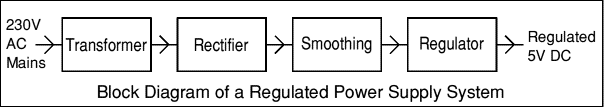 230V
AC
Mains
Transformer
Rectifier
Smoothing
Regulator
Regulated
5V DC
Block Diagram of a Regulated Power Supply System